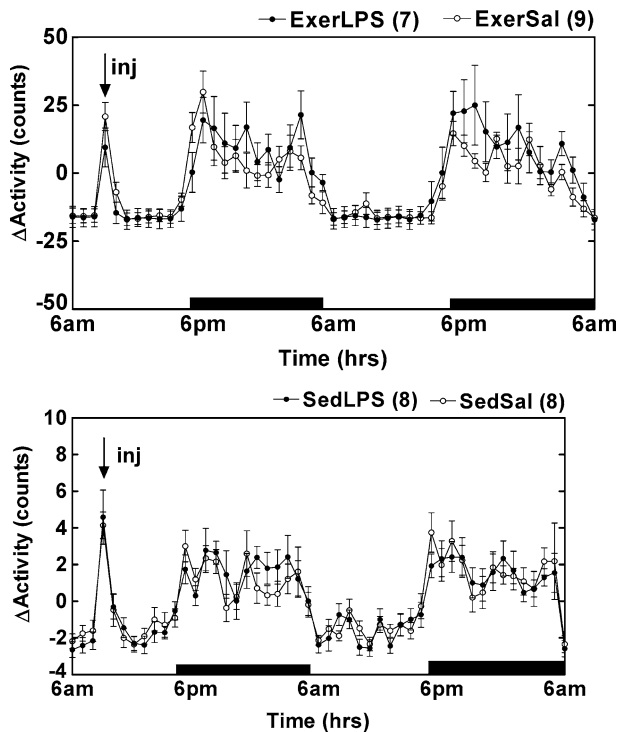 ExerLPS (7) ExerSal (9)
50
25
0
-25
-50
ΔActivity (counts)
inj
6am 6pm 6am 6pm 6am
Time (hrs)
SedLPS (8) SedSal (8)
10
8
6
4
2
0
-2
-4
ΔActivity (counts)
inj
6am 6pm 6am 6pm 6am
Time (hrs)